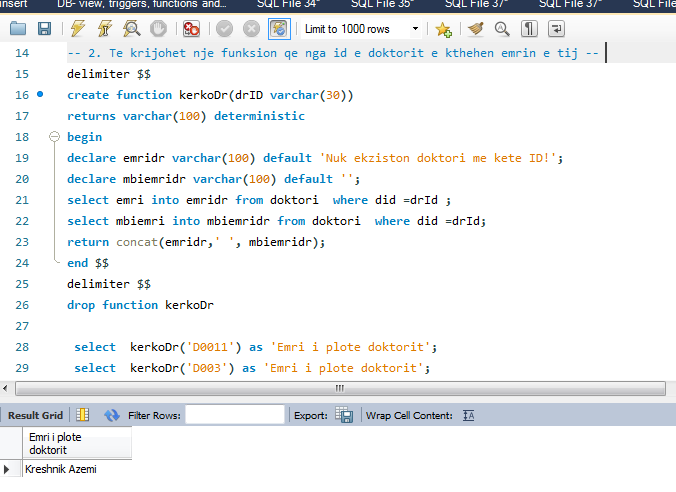 insert DB- view, triggers, functions and... SQL File 34* SQL File 35* SQL File 37* SQL File 37* SQL File
Limit to 1000 rows
14 -- 2. Te krijohet nje funksion qe nga id e doktorit e kthehen emrin e tij --
15 delimiter $$
16 create function kerkoDr(drID varchar(30))
17 returns varchar(100) deterministic
18 begin
19 declare emridr varchar(100) default 'Nuk ekziston doktori me kete ID!';
20 declare mbiemridr varchar(100) default '';
21 select emri into emridr from doktori  where did =drId ;
22 select mbiemri into mbiemridr from doktori  where did =drId;
23 return concat(emridr,' ', mbiemridr);
24 end $$
25 delimiter $$
26 drop function kerkoDr
27
28 select  kerkoDr('D0011') as 'Emri i plote doktorit';
29 select  kerkoDr('D003') as 'Emri i plote doktorit';
Result Grid Filter Rows: Export: Wrap Cell Content:
Emri i plote
doktorit
Kreshnik Azemi